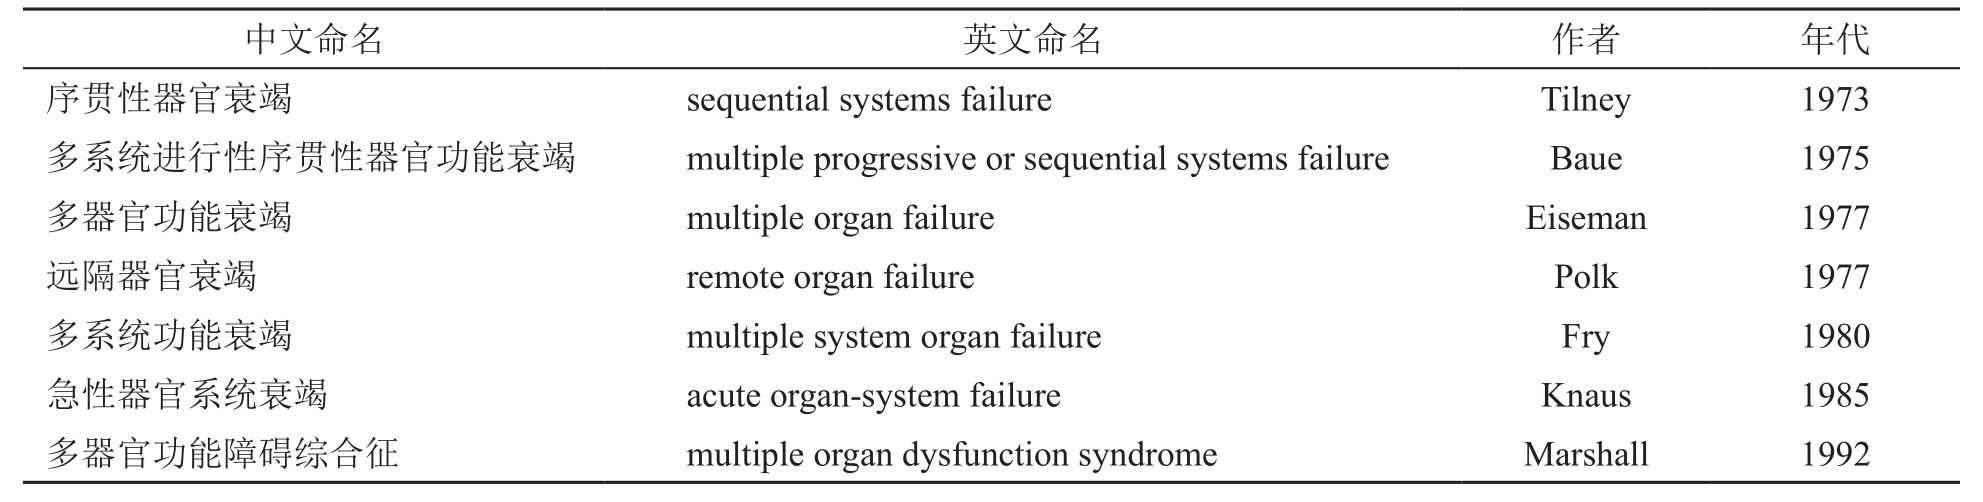 中文命名 英文命名 作者 年代
序贯性器官衰竭 sequential systems failure Tilney 1973
多系统进行性序贯性器官功能衰竭 multiple progressive or sequential systems failure Baue 1975
多器官功能衰竭 multiple organ failure Eiseman 1977
远隔器官衰竭 remote organ failure Polk 1977
多系统功能衰竭 multiple system organ failure Fry 1980
急性器官系统衰竭 acute organ-system failure Knaus 1985
多器官功能障碍综合征 multiple organ dysfunction syndrome Marshall 1992